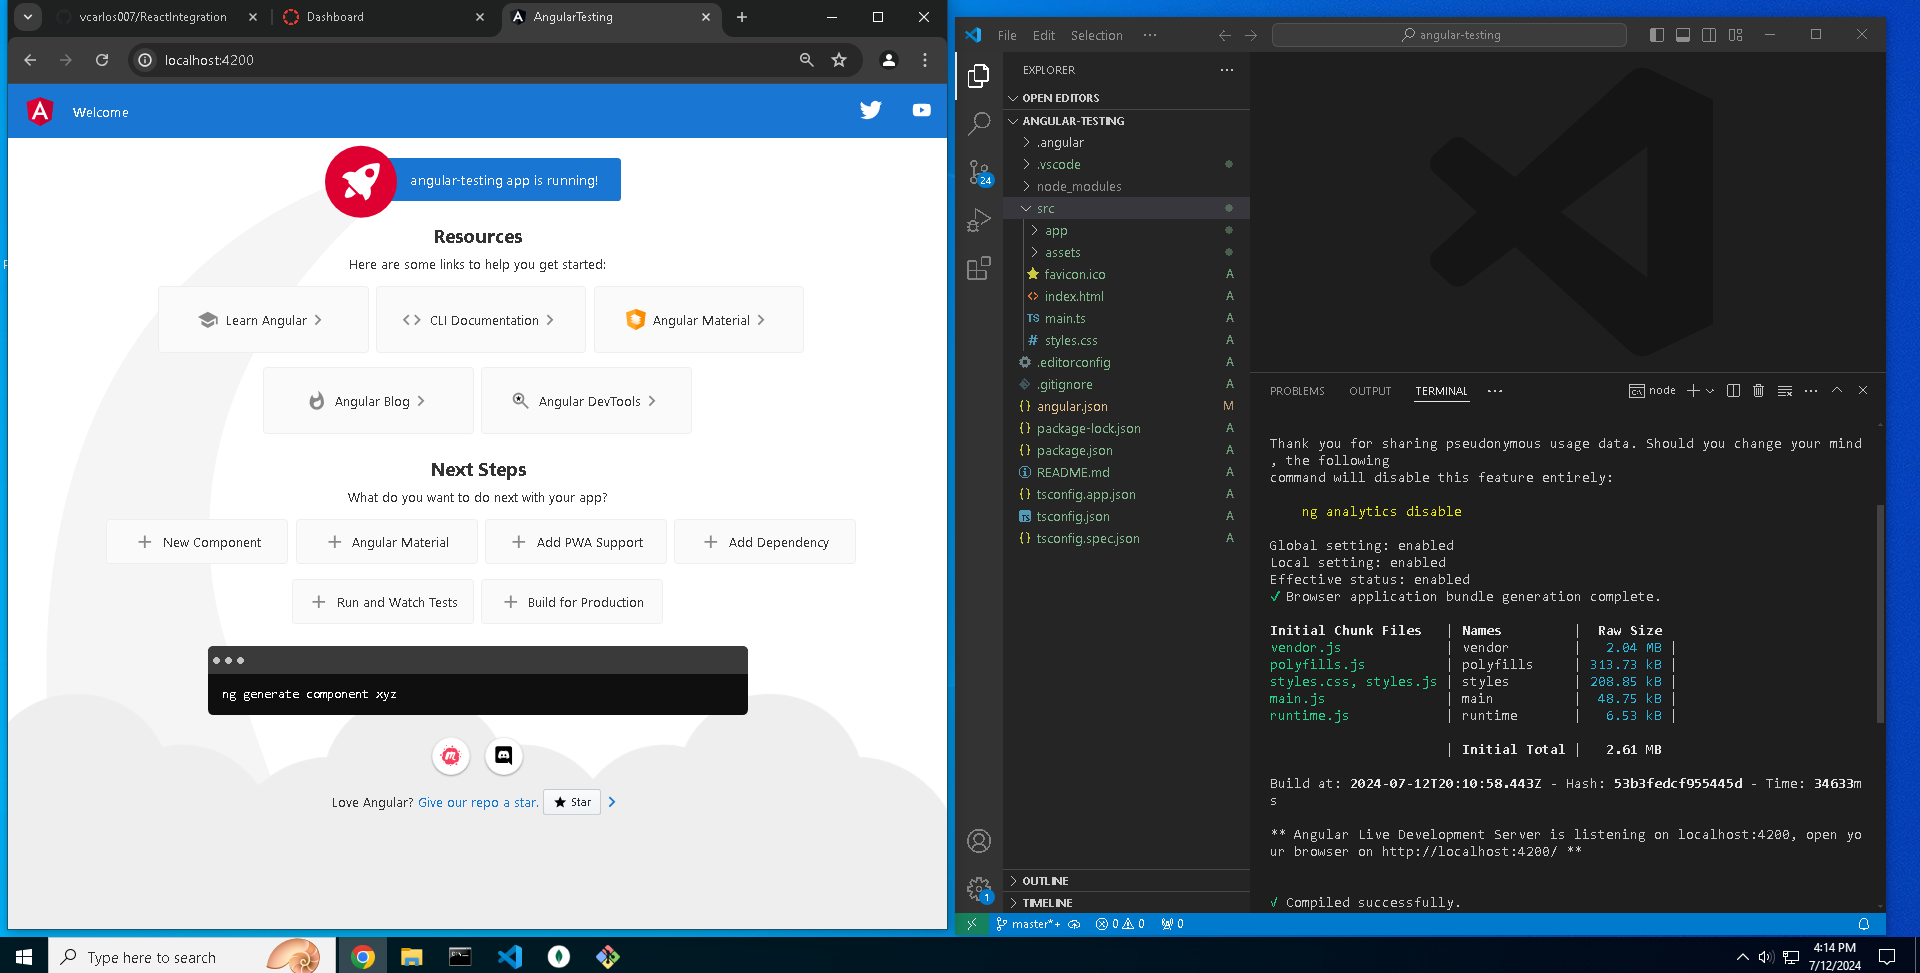 vcarlos007/ReactIntegration
Dashboard
AngularTesting
localhost:4200
Welcome
angular-testing app is running!
Resources
Here are some links to help you get started:
Learn Angular
CLI Documentation
Angular Material
Angular Blog
Angular DevTools
Next Steps
What do you want to do next with your app?
New Component
Angular Material
Add PWA Support
Add Dependency
Run and Watch Tests
Build for Production
ng generate component xyz
Love Angular? Give our repo a star.
Star
File Edit Selection ···
angular-testing
EXPLORER
OPEN EDITORS
ANGULAR-TESTING
.angular
.vscode
node_modules
src
app
assets
favicon.ico A
index.html A
TS main.ts A
# styles.css A
.editorconfig A
.gitignore A
{} angular.json M
{} package-lock.json A
{} package.json A
README.md A
{} tsconfig.app.json A
TS tsconfig.json A
{} tsconfig.spec.json A
OUTLINE
TIMELINE
24
1
PROBLEMS OUTPUT TERMINAL ···
node
Thank you for sharing pseudonymous usage data. Should you change your mind
, the following
command will disable this feature entirely:
ng analytics disable
Global setting: enabled
Local setting: enabled
Effective status: enabled
✓ Browser application bundle generation complete.
Initial Chunk Files | Names | Raw Size
vendor.js | vendor | 2.04 MB |
polyfills.js | polyfills | 313.73 kB |
styles.css, styles.js | styles | 208.85 kB |
main.js | main | 48.75 kB |
runtime.js | runtime | 6.53 kB |
| Initial Total | 2.61 MB
Build at: 2024-07-12T20:10:58.443Z - Hash: 53b3fedcf955445d - Time: 34633m
s
** Angular Live Development Server is listening on localhost:4200, open yo
ur browser on http://localhost:4200/ **
√ Compiled successfully.
master*+ 0 0 0
Type here to search
4:14 PM
7/12/2024